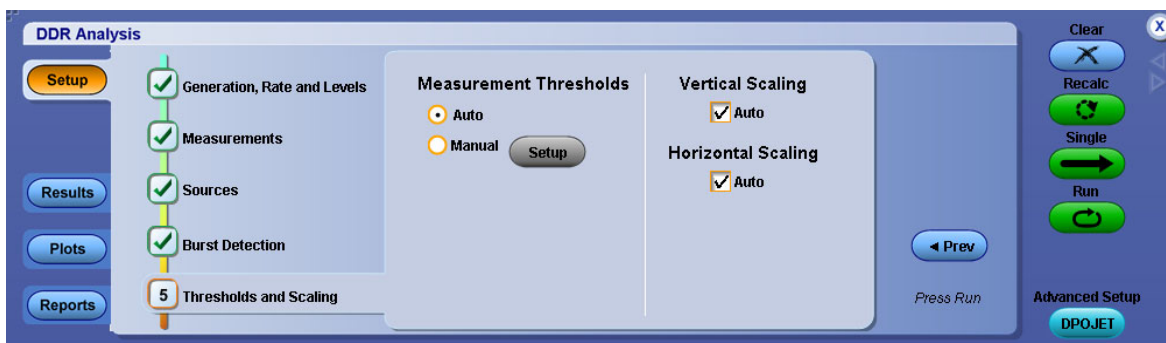 DDR Analysis
Setup
Results
Plots
Reports
Generation, Rate and Levels
Measurements
Sources
Burst Detection
5 Thresholds and Scaling
Measurement Thresholds
Auto
Manual Setup
Vertical Scaling
Auto
Horizontal Scaling
Auto
Prev
Press Run
X
Clear
Recalc
Single
Run
Advanced Setup
DPOJET